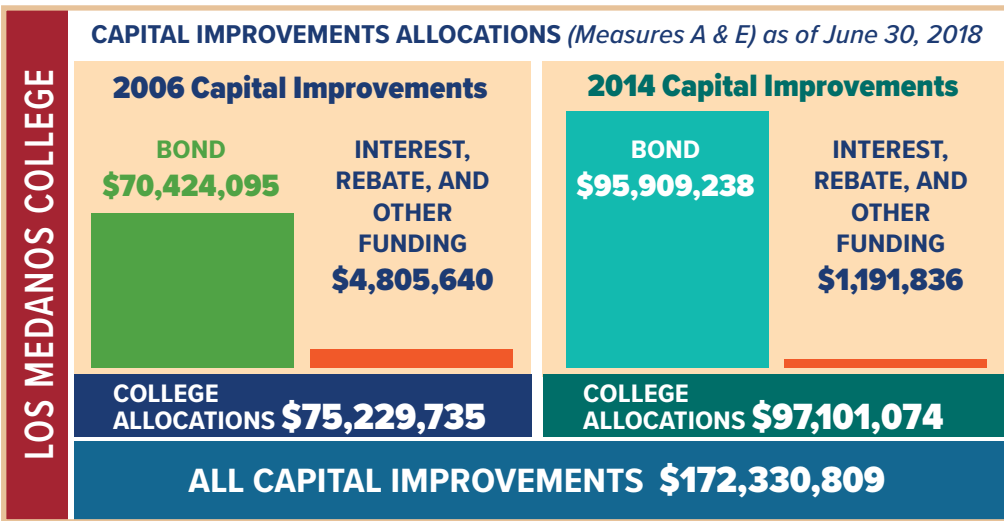 LOS MEDANOS COLLEGE
CAPITAL IMPROVEMENTS ALLOCATIONS (Measures A & E) as of June 30, 2018
2006 Capital Improvements
BOND
$70,424,095
INTEREST,
REBATE, AND
OTHER
FUNDING
$4,805,640
COLLEGE
ALLOCATIONS $75,229,735
2014 Capital Improvements
BOND
$95,909,238
INTEREST,
REBATE, AND
OTHER
FUNDING
$1,191,836
COLLEGE
ALLOCATIONS $97,101,074
ALL CAPITAL IMPROVEMENTS $172,330,809